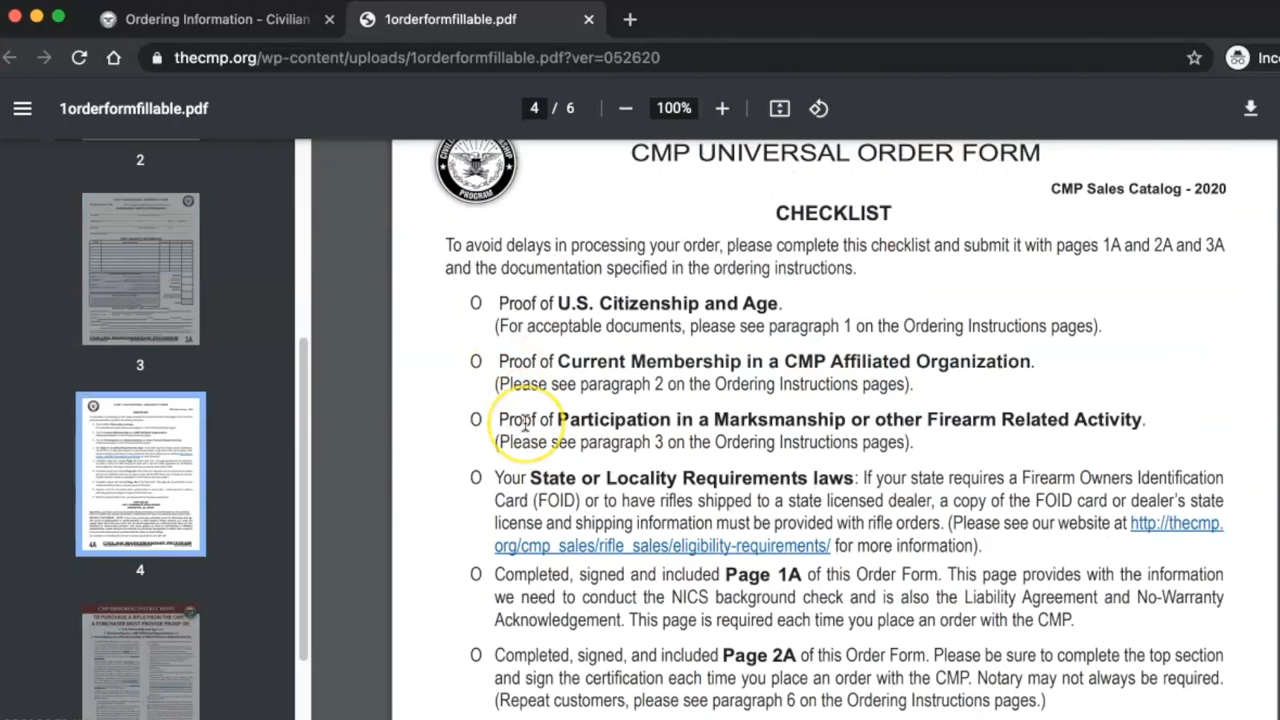 Ordering Information - Civilian
1orderformfillable.pdf
thecmp.org/wp-content/uploads/1orderformfillable.pdf?ver=052620
Inco
1orderformfillable.pdf
4 / 6
100%
2
3
4
CMP UNIVERSAL ORDER FORM
PROGRAM
CMP Sales Catalog - 2020
CHECKLIST
To avoid delays in processing your order, please complete this checklist and submit it with pages 1A and 2A and 3A
and the documentation specified in the ordering instructions.
O Proof of U.S. Citizenship and Age.
(For acceptable documents, please see paragraph 1 on the Ordering Instructions pages).
O Proof of Current Membership in a CMP Affiliated Organization.
(Please see paragraph 2 on the Ordering Instructions pages).
O Proof of Participation in a Marksmanship or other Firearms Related Activity.
(Please see paragraph 3 on the Ordering Instructions pages).
O Your State or Locality Requirements. If your state requires a Firearm Owners Identification
Card (FOID) or to have rifles shipped to a state licensed dealer, a copy of the FOID card or dealer's state
license and shipping information must be provided with rifle orders. (Please see our website at http://thecmp.
org/cmp_sales/rifle_sales/eligibility-requirements/ for more information).
O Completed, signed and included Page 1A of the Order Form. This page provides with the information
we need to conduct the NICS background check and is also the Liability Agreement and No-Warranty
Agreement. This page is required each time you place an order with the CMP.
O Completed, signed, and included Page 2A of the Order Form. Please be sure to complete the top section
and sign the certification each time you place an order with the CMP. Notary may not always be required.
(Repeat customers, please see paragraph 6 on the Ordering Instructions pages.)